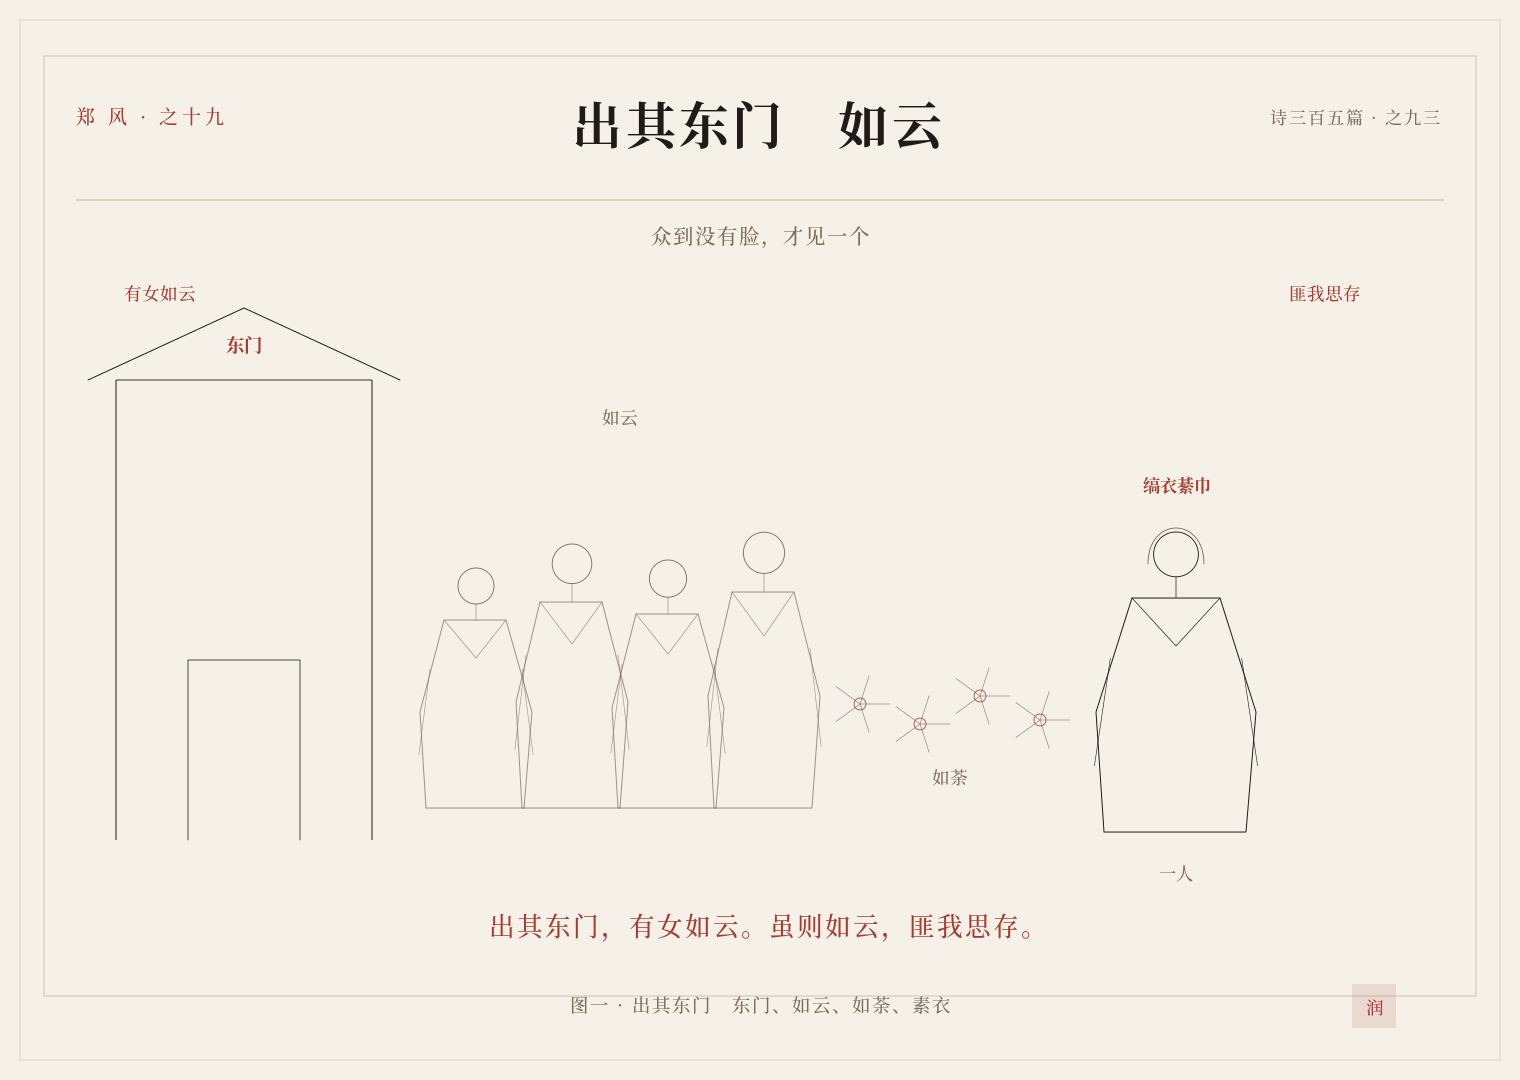 郑 风 · 之十九
出其东门　如云
诗三百五篇 · 之九三
众到没有脸，才见一个
有女如云
匪我思存
东门
如云
缟衣綦巾
如荼
一人
出其东门，有女如云。虽则如云，匪我思存。
图一 · 出其东门　东门、如云、如荼、素衣
润